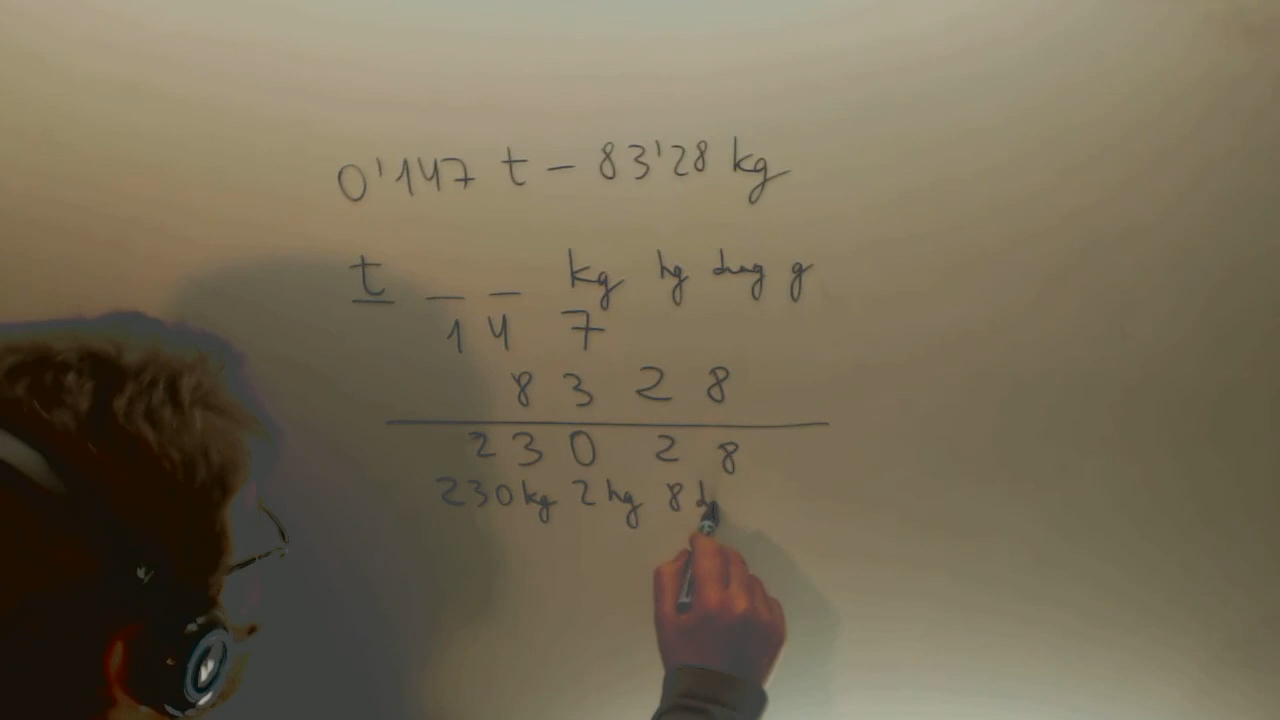 0'147 t - 83'28 kg
t _ _ kg hg dag g
1 4 7
8 3 2 8
2 3 0 2 8
230 kg 2 hg 8 d